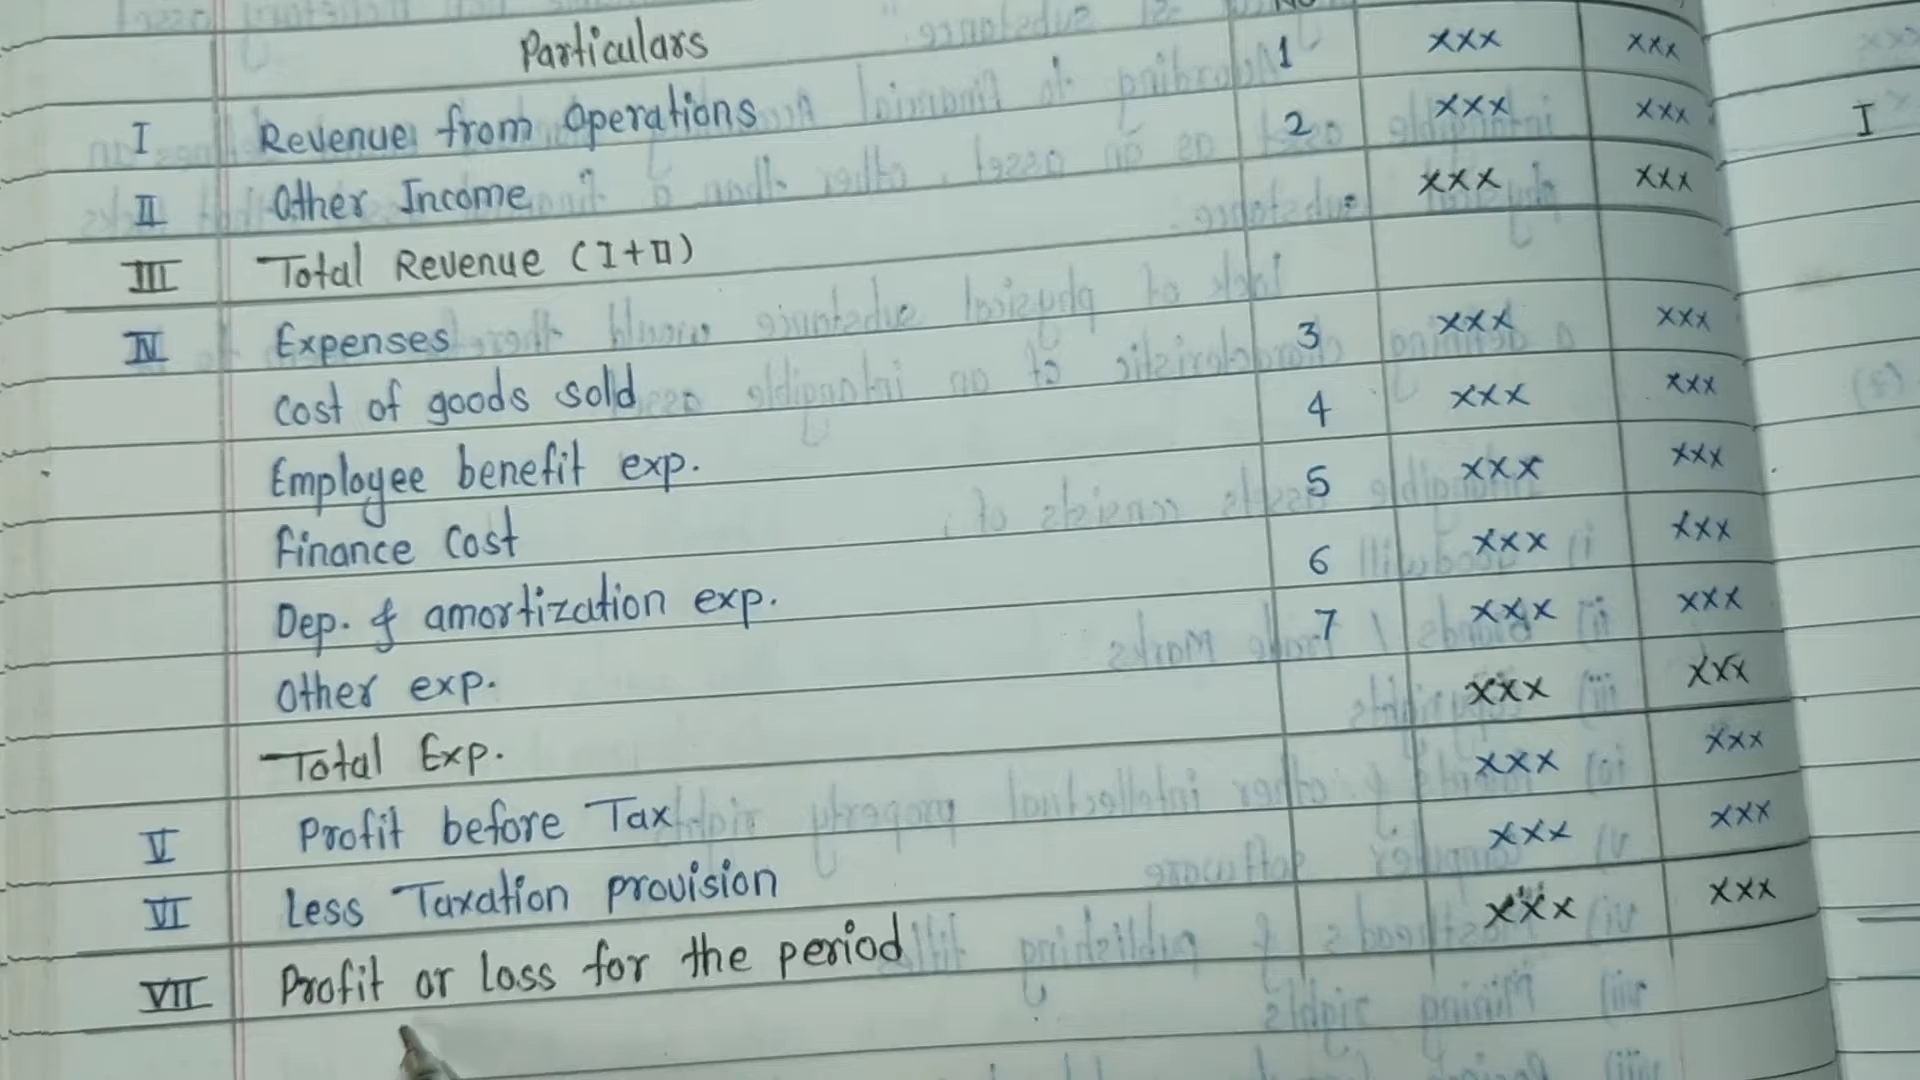 Particulars
I Revenue from Operations 1 xxx xxx
II Other Income 2 xxx xxx
III Total Revenue (I+II) xxx xxx
IV Expenses
Cost of goods sold 3 xxx xxx
Employee benefit exp. 4 xxx xxx
Finance Cost 5 xxx xxx
Dep. & amortization exp. 6 xxx xxx
Other exp. 7 xxx xxx
Total Exp. xxx xxx
V Profit before Tax xxx xxx
VI Less Taxation provision xxx xxx
VII Profit or loss for the period xxx xxx
I